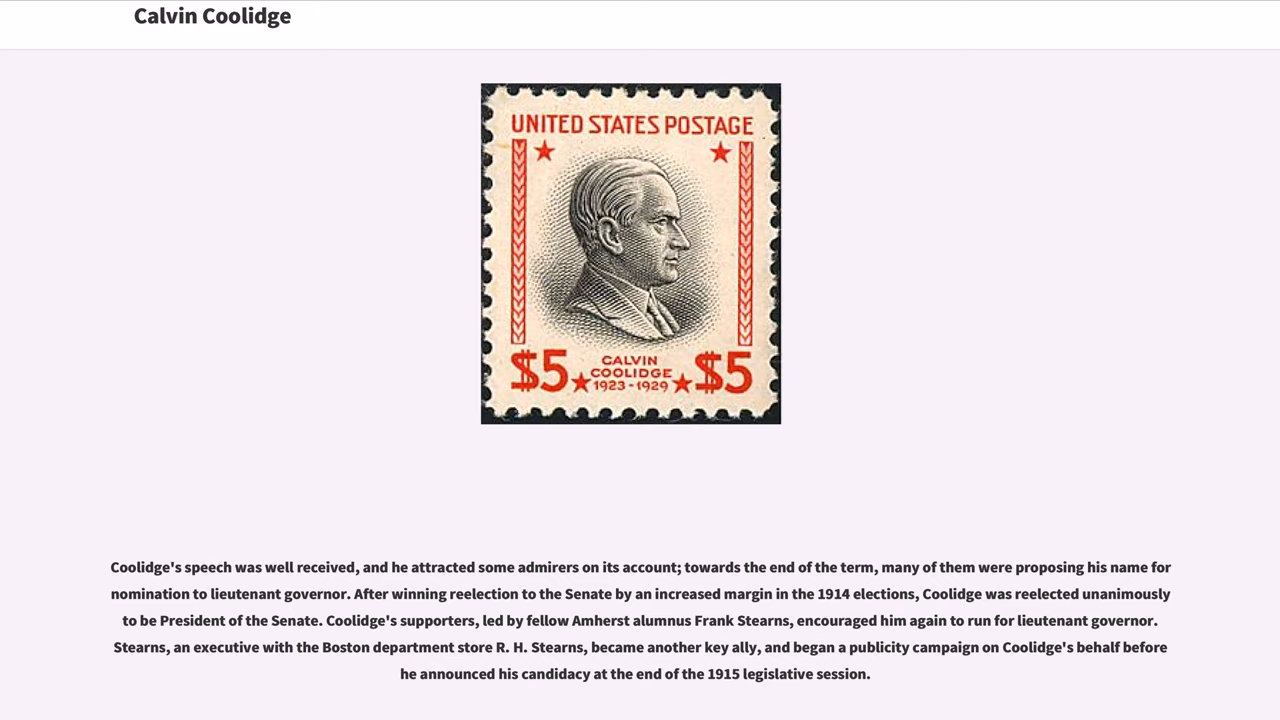 Calvin Coolidge
UNITED STATES POSTAGE
$5 CALVIN COOLIDGE 1923-1929 $5
Coolidge's speech was well received, and he attracted some admirers on its account; towards the end of the term, many of them were proposing his name for
nomination to lieutenant governor. After winning reelection to the Senate by an increased margin in the 1914 elections, Coolidge was reelected unanimously
to be President of the Senate. Coolidge's supporters, led by fellow Amherst alumnus Frank Stearns, encouraged him again to run for lieutenant governor.
Stearns, an executive with the Boston department store R. H. Stearns, became another key ally, and began a publicity campaign on Coolidge's behalf before
he announced his candidacy at the end of the 1915 legislative session.